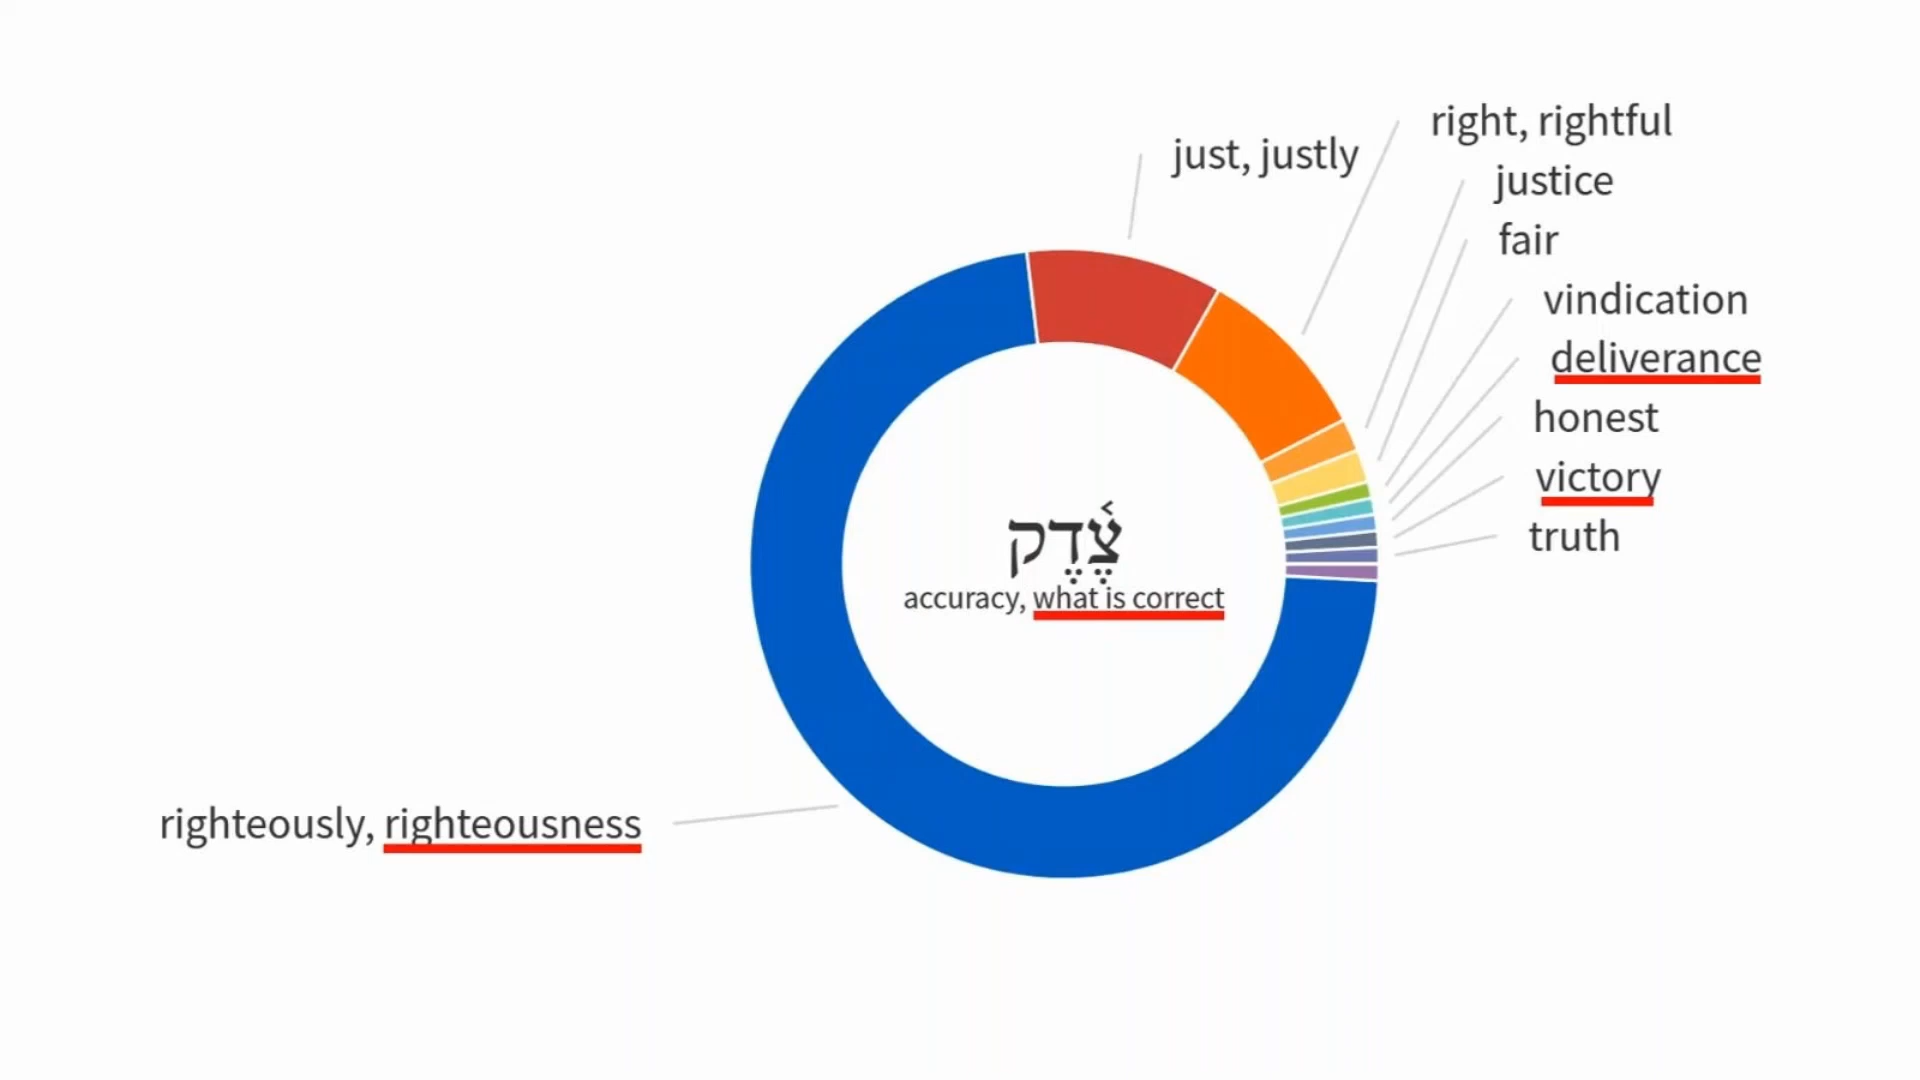 right, rightful
just, justly
justice
fair
vindication
deliverance
honest
victory
truth
צֶ֫דֶק
accuracy, what is correct
righteously, righteousness